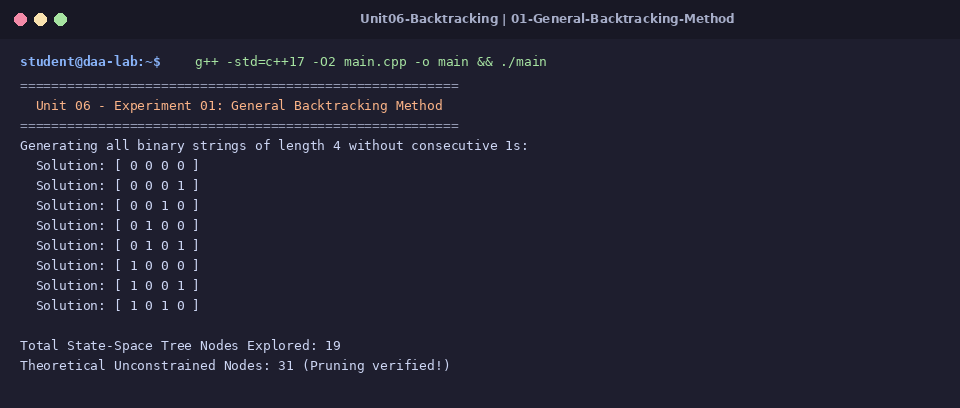 Unit06-Backtracking | 01-General-Backtracking-Method
student@daa-lab:~$ g++ -std=c++17 -O2 main.cpp -o main && ./main
========================================================
  Unit 06 - Experiment 01: General Backtracking Method
========================================================
Generating all binary strings of length 4 without consecutive 1s:
  Solution: [ 0 0 0 0 ]
  Solution: [ 0 0 0 1 ]
  Solution: [ 0 0 1 0 ]
  Solution: [ 0 1 0 0 ]
  Solution: [ 0 1 0 1 ]
  Solution: [ 1 0 0 0 ]
  Solution: [ 1 0 0 1 ]
  Solution: [ 1 0 1 0 ]
Total State-Space Tree Nodes Explored: 19
Theoretical Unconstrained Nodes: 31 (Pruning verified!)